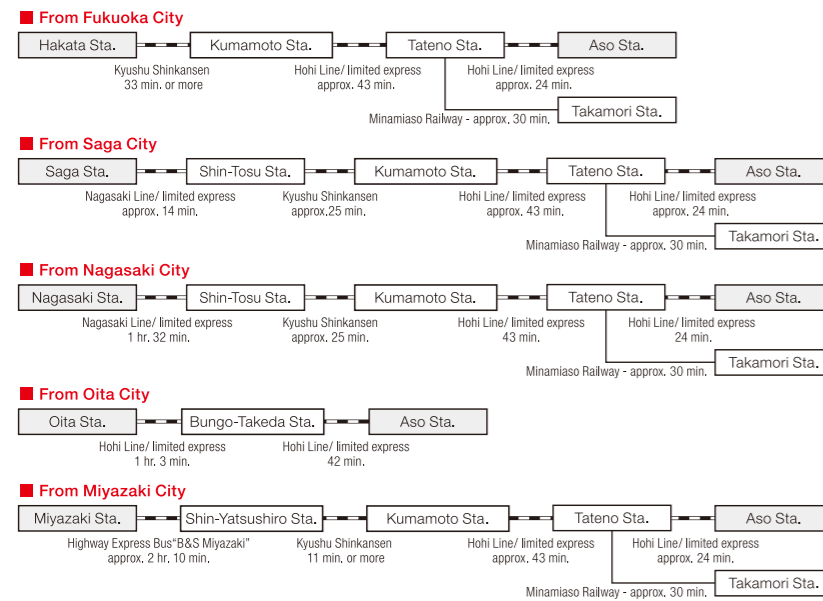 From Fukuoka City
Hakata Sta. Kumamoto Sta. Tateno Sta. Aso Sta.
Kyushu Shinkansen Hohi Line/ limited express Hohi Line/ limited express
33 min. or more approx. 43 min. approx. 24 min.
Minamiaso Railway - approx. 30 min. Takamori Sta.
From Saga City
Saga Sta. Shin-Tosu Sta. Kumamoto Sta. Tateno Sta. Aso Sta.
Nagasaki Line/ limited express Kyushu Shinkansen Hohi Line/ limited express Hohi Line/ limited express
approx. 14 min. approx.25 min. approx. 43 min. approx. 24 min.
Minamiaso Railway - approx. 30 min. Takamori Sta.
From Nagasaki City
Nagasaki Sta. Shin-Tosu Sta. Kumamoto Sta. Tateno Sta. Aso Sta.
Nagasaki Line/ limited express Kyushu Shinkansen Hohi Line/ limited express Hohi Line/ limited express
1 hr. 32 min. approx. 25 min. 43 min. 24 min.
Minamiaso Railway - approx. 30 min. Takamori Sta.
From Oita City
Oita Sta. Bungo-Takeda Sta. Aso Sta.
Hohi Line/ limited express Hohi Line/ limited express
1 hr. 3 min. 42 min.
From Miyazaki City
Miyazaki Sta. Shin-Yatsushiro Sta. Kumamoto Sta. Tateno Sta. Aso Sta.
Highway Express Bus“B&S Miyazaki” Kyushu Shinkansen Hohi Line/ limited express Hohi Line/ limited express
approx. 2 hr. 10 min. 11 min. or more approx. 43 min. approx. 24 min.
Minamiaso Railway - approx. 30 min. Takamori Sta.